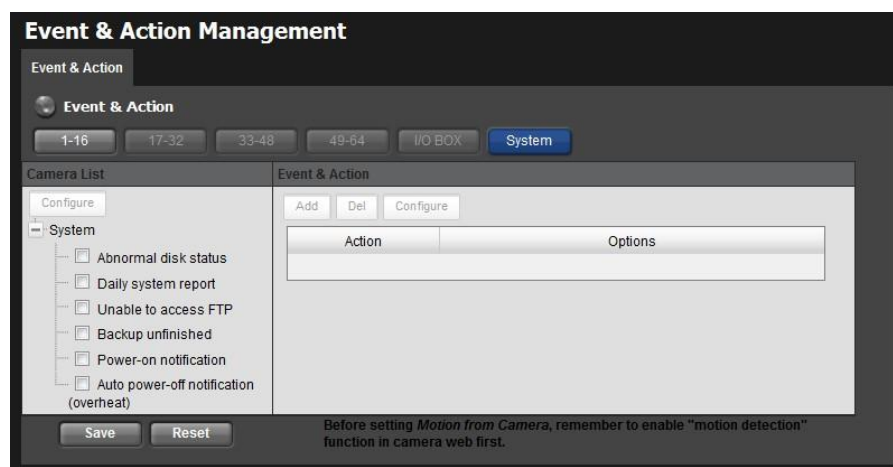 Event & Action Management
Event & Action
Event & Action
1-16 17-32 33-48 49-64 I/O BOX System
Camera List Event & Action
Configure Add Del Configure
System Action Options
Abnormal disk status
Daily system report
Unable to access FTP
Backup unfinished
Power-on notification
Auto power-off notification
(overheat)
Save Reset Before setting Motion from Camera, remember to enable "motion detection"
function in camera web first.